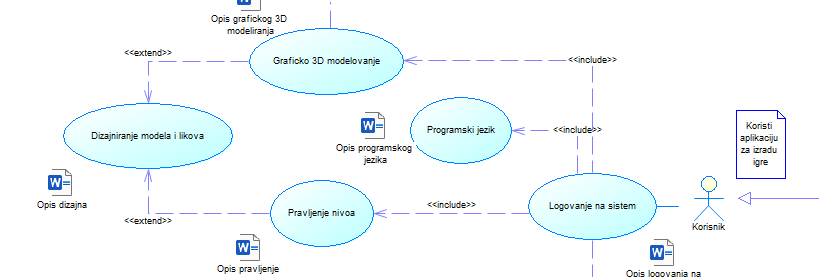 Opis grafickog 3D
modeliranja
<<extend>>
Graficko 3D modelovanje
<<include>>
Koristi
aplikaciju
za izradu
igre
Programski jezik
<<include>>
Dizajniranje modela i likova
Opis programskog
jezika
Opis dizajna
<<extend>>
Pravljenje nivoa
<<include>>
Logovanje na sistem
Korisnik
Opis pravljenje
Opis logovanja na